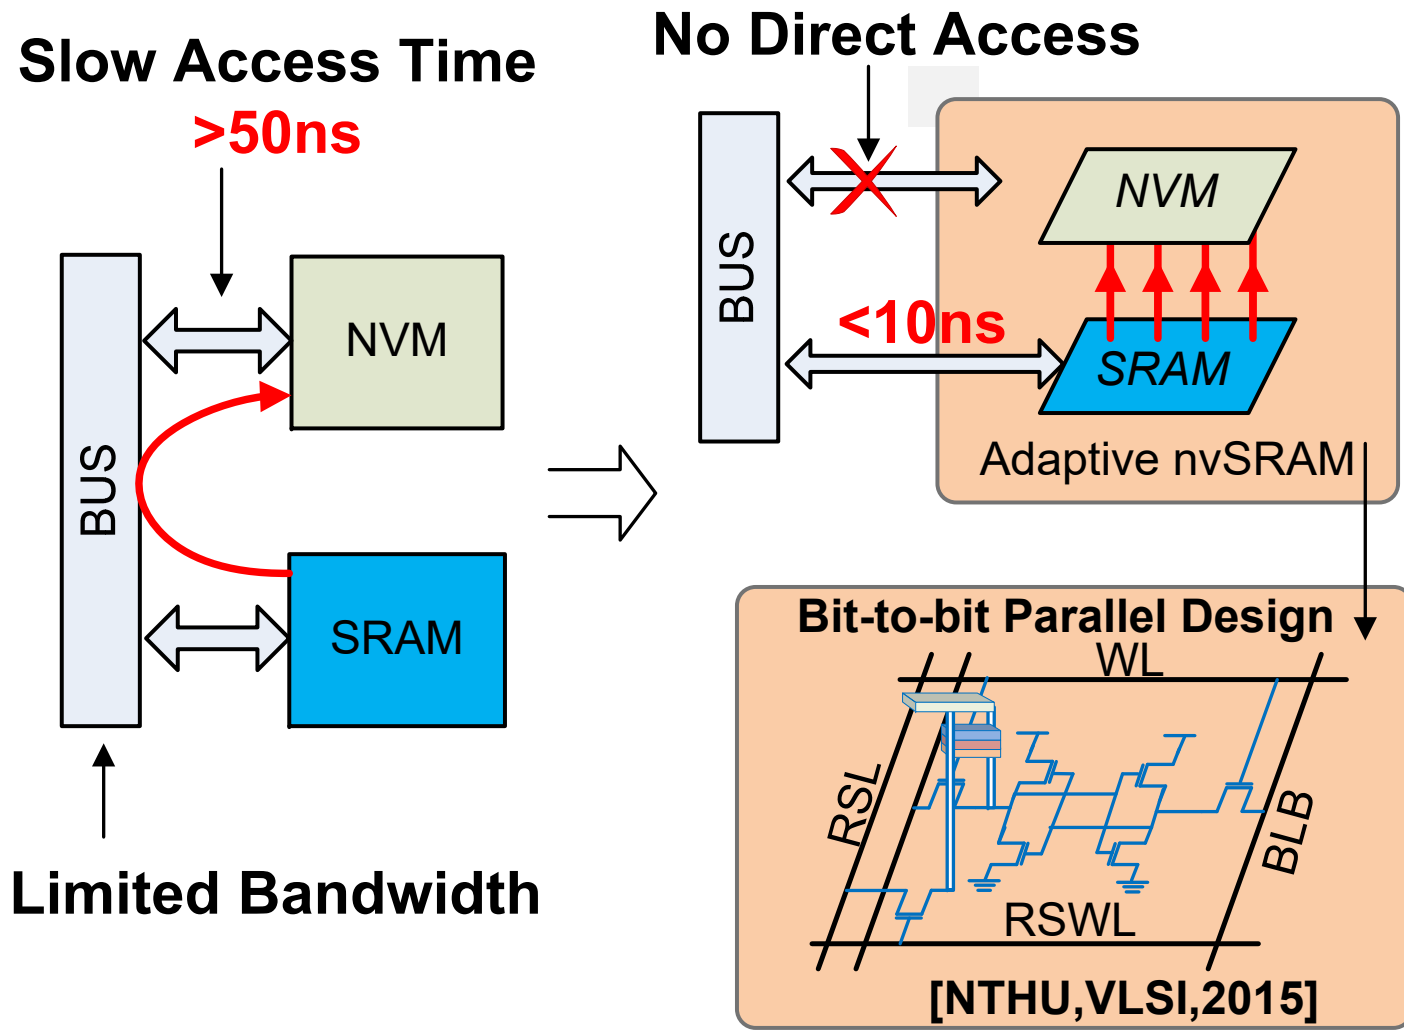 Slow Access Time
>50ns
BUS
NVM
SRAM
Limited Bandwidth
No Direct Access
BUS
NVM
<10ns
SRAM
Adaptive nvSRAM
Bit-to-bit Parallel Design
WL
RSL
BLB
RSWL
[NTHU,VLSI,2015]